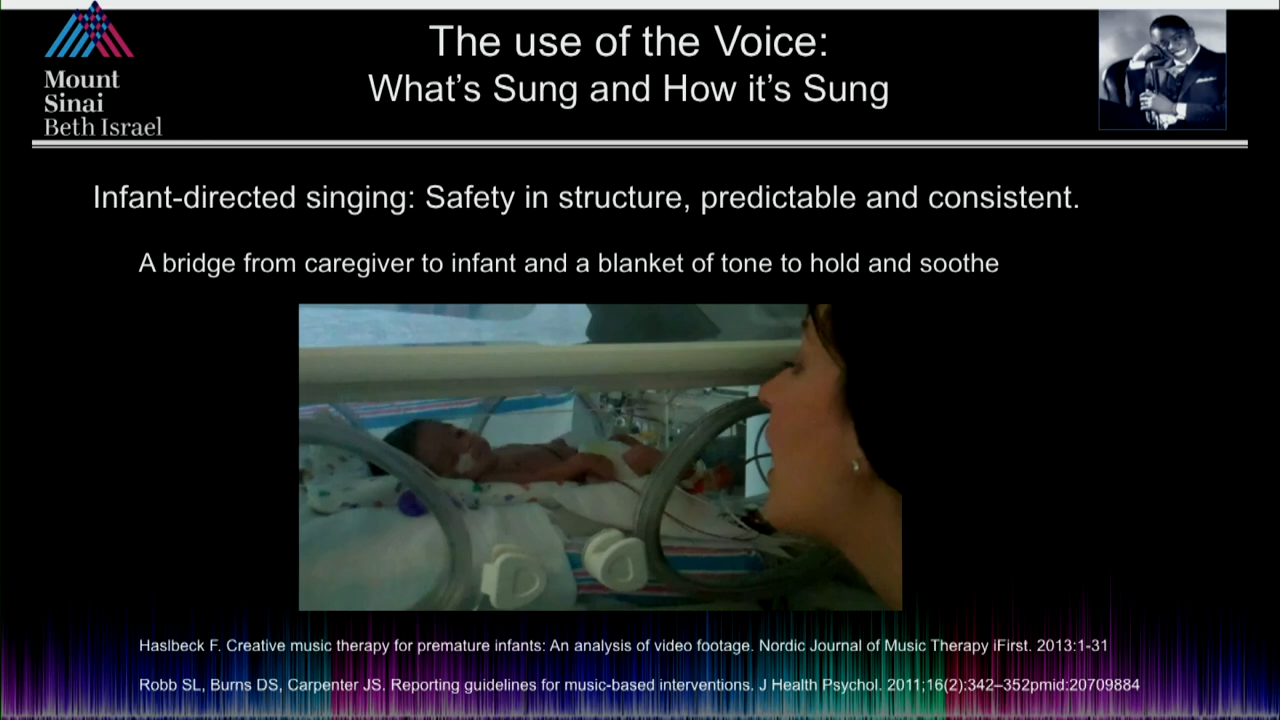 Mount
Sinai
Beth Israel
The use of the Voice:
What's Sung and How it's Sung
Infant-directed singing: Safety in structure, predictable and consistent.
A bridge from caregiver to infant and a blanket of tone to hold and soothe
Haslbeck F. Creative music therapy for premature infants: An analysis of video footage. Nordic Journal of Music Therapy iFirst. 2013:1-31
Robb SL, Burns DS, Carpenter JS. Reporting guidelines for music-based interventions. J Health Psychol. 2011;16(2):342–352pmid:20709884